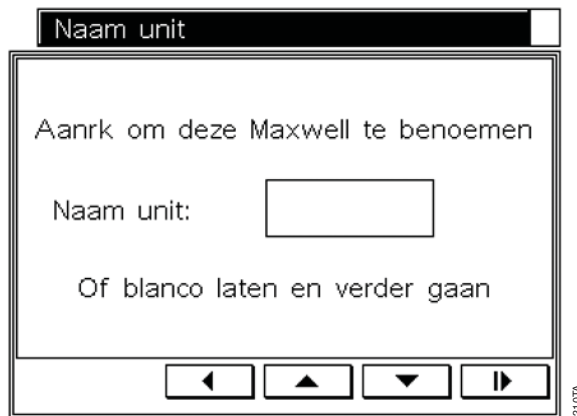 Naam unit
Aanrk om deze Maxwell te benoemen
Naam unit:
Of blanco laten en verder gaan